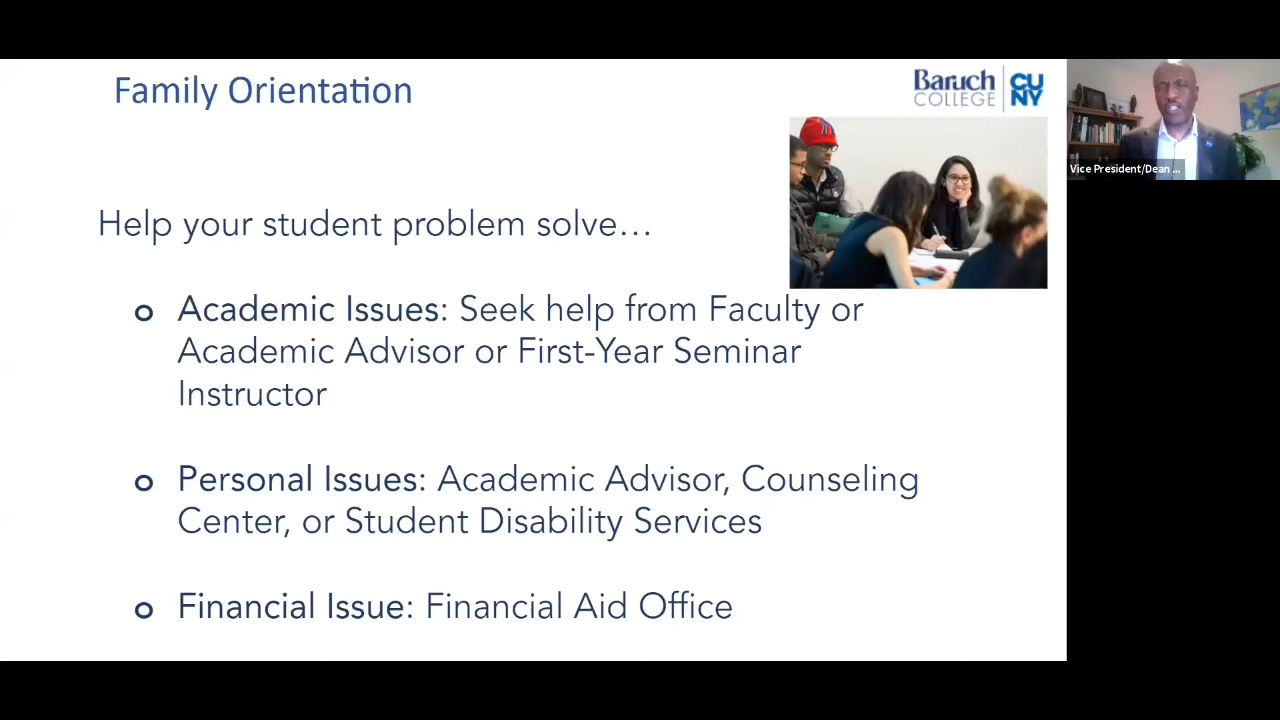 Family Orientation
Baruch
COLLEGE
CU
NY
Vice President/Dean ...
Help your student problem solve...
o Academic Issues: Seek help from Faculty or
Academic Advisor or First-Year Seminar
Instructor
o Personal Issues: Academic Advisor, Counseling
Center, or Student Disability Services
o Financial Issue: Financial Aid Office